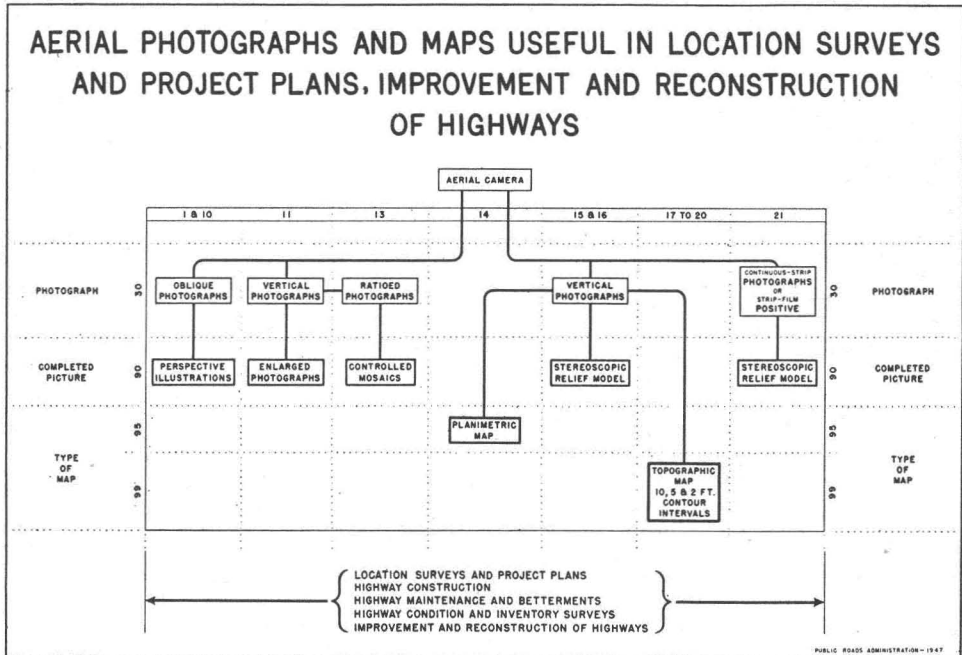 AERIAL PHOTOGRAPHS AND MAPS USEFUL IN LOCATION SURVEYS
AND PROJECT PLANS, IMPROVEMENT AND RECONSTRUCTION
OF HIGHWAYS
AERIAL CAMERA
1 & 10
11
13
14
15 & 16
17 TO 20
21
PHOTOGRAPH
30
OBLIQUE
PHOTOGRAPHS
VERTICAL
PHOTOGRAPHS
RATIOED
PHOTOGRAPHS
VERTICAL
PHOTOGRAPHS
CONTINUOUS-STRIP
PHOTOGRAPHS
OR
STRIP-FILM
POSITIVE
30
PHOTOGRAPH
COMPLETED
PICTURE
90
PERSPECTIVE
ILLUSTRATIONS
ENLARGED
PHOTOGRAPHS
CONTROLLED
MOSAICS
STEREOSCOPIC
RELIEF MODEL
STEREOSCOPIC
RELIEF MODEL
90
COMPLETED
PICTURE
95
PLANIMETRIC
MAP
95
TYPE
OF
MAP
99
TOPOGRAPHIC
MAP
10, 5 & 2 FT.
CONTOUR
INTERVALS
99
TYPE
OF
MAP
LOCATION SURVEYS AND PROJECT PLANS
HIGHWAY CONSTRUCTION
HIGHWAY MAINTENANCE AND BETTERMENTS
HIGHWAY CONDITION AND INVENTORY SURVEYS
IMPROVEMENT AND RECONSTRUCTION OF HIGHWAYS
PUBLIC ROADS ADMINISTRATION-1947